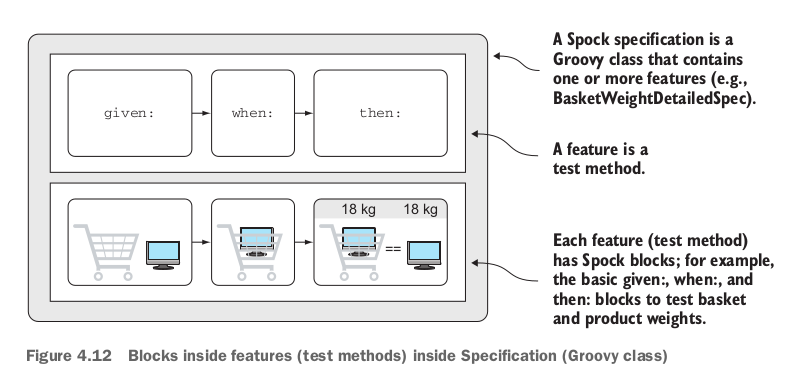 A Spock specification is a
Groovy class that contains
one or more features (e.g.,
BasketWeightDetailedSpec).
given:
when:
then:
A feature is a
test method.
18 kg 18 kg
==
Each feature (test method)
has Spock blocks; for example,
the basic given:, when:, and
then: blocks to test basket
and product weights.
Figure 4.12 Blocks inside features (test methods) inside Specification (Groovy class)